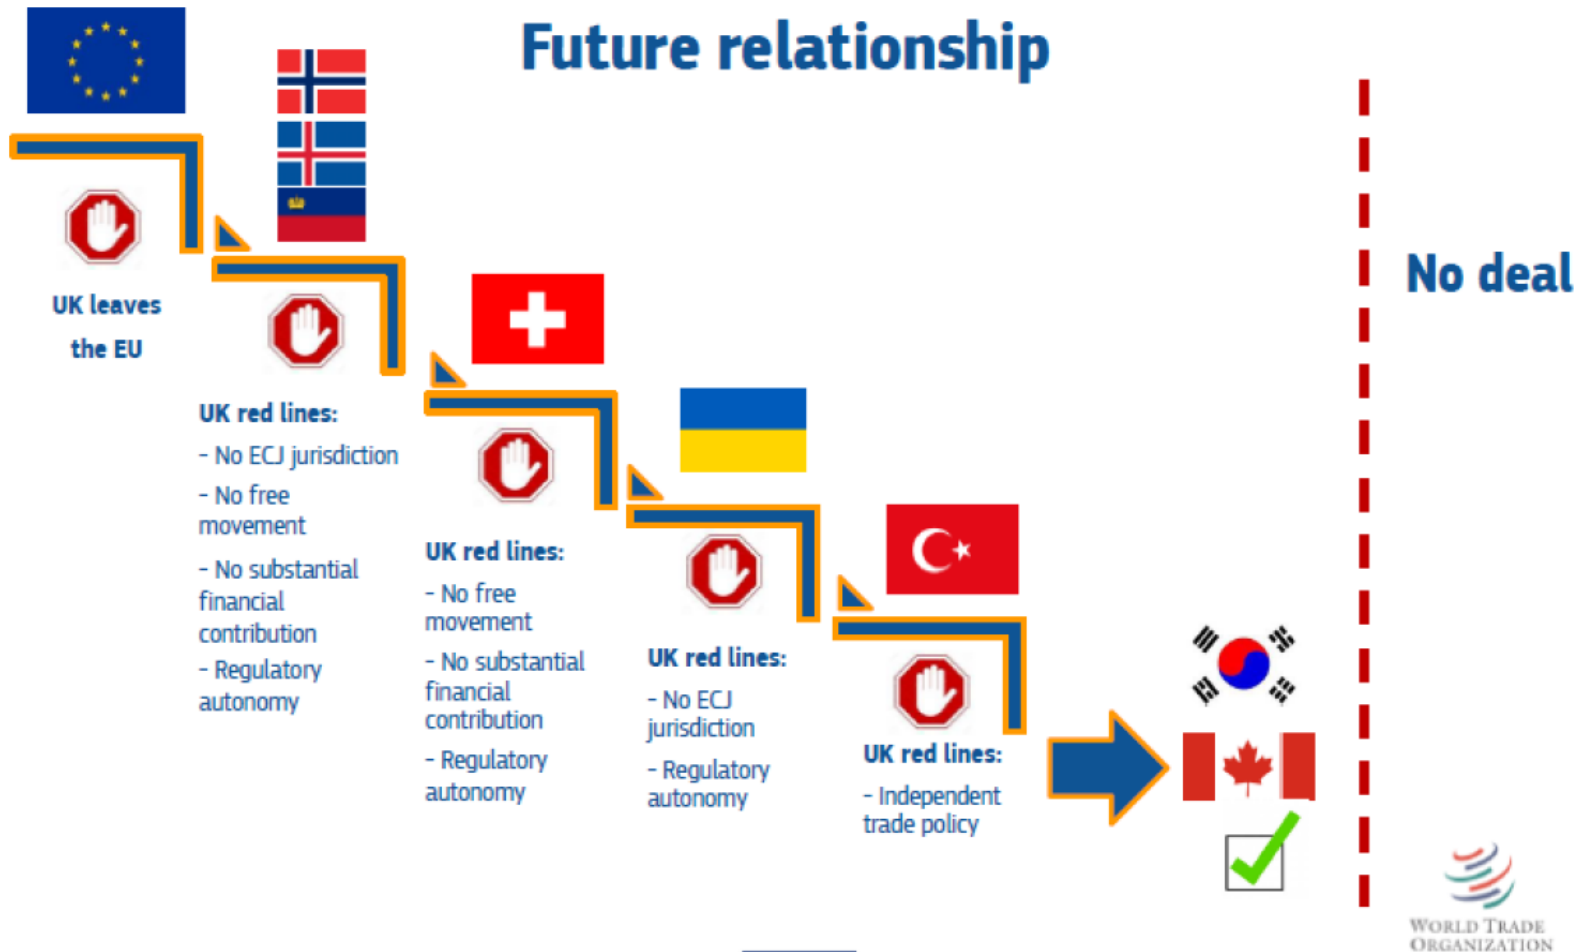 Future relationship
No deal
UK leaves
the EU
UK red lines:
- No ECJ jurisdiction
- No free
movement
- No substantial
financial
contribution
- Regulatory
autonomy
UK red lines:
- No free
movement
- No substantial
financial
contribution
- Regulatory
autonomy
UK red lines:
- No ECJ
jurisdiction
- Regulatory
autonomy
UK red lines:
- Independent
trade policy
WORLD TRADE
ORGANIZATION